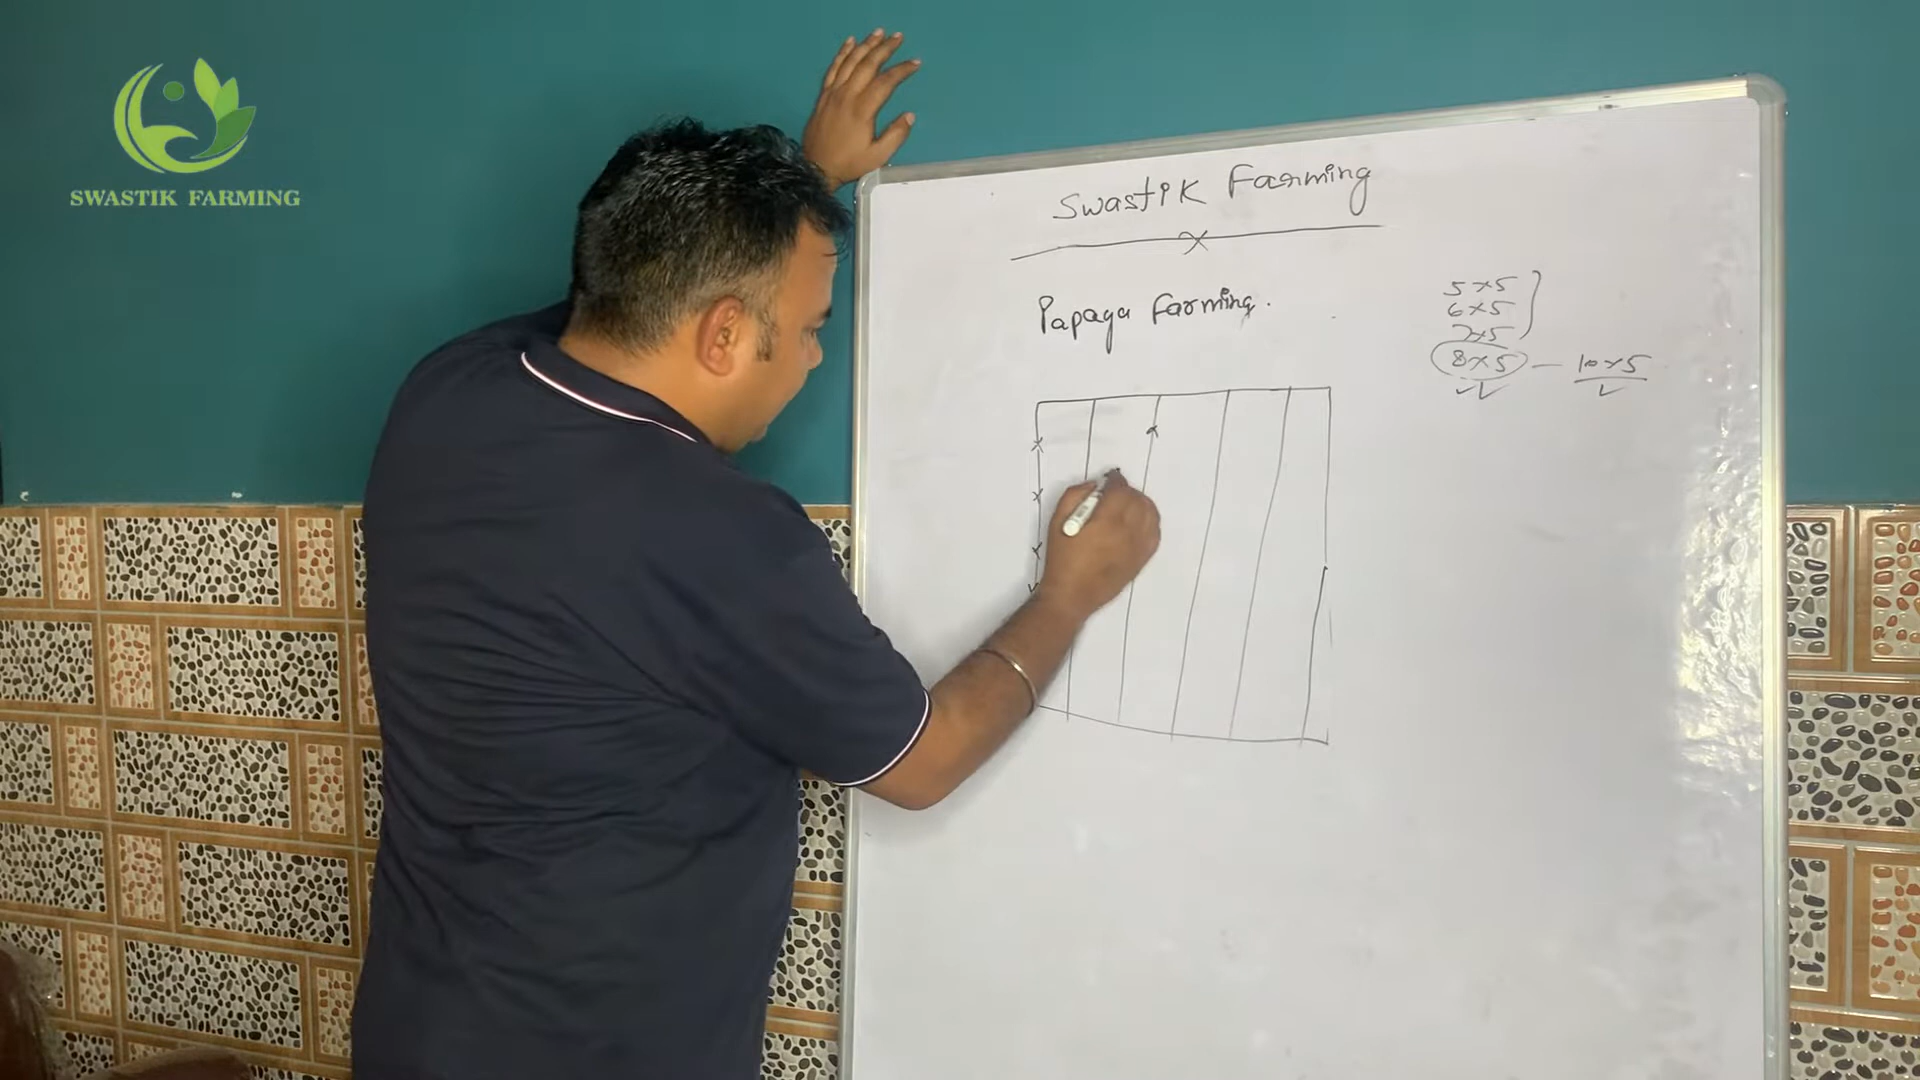 SWASTIK FARMING
Swastik Farming
Papaya Farming.
5×5
6×5
7×5
8×5 — 10×5